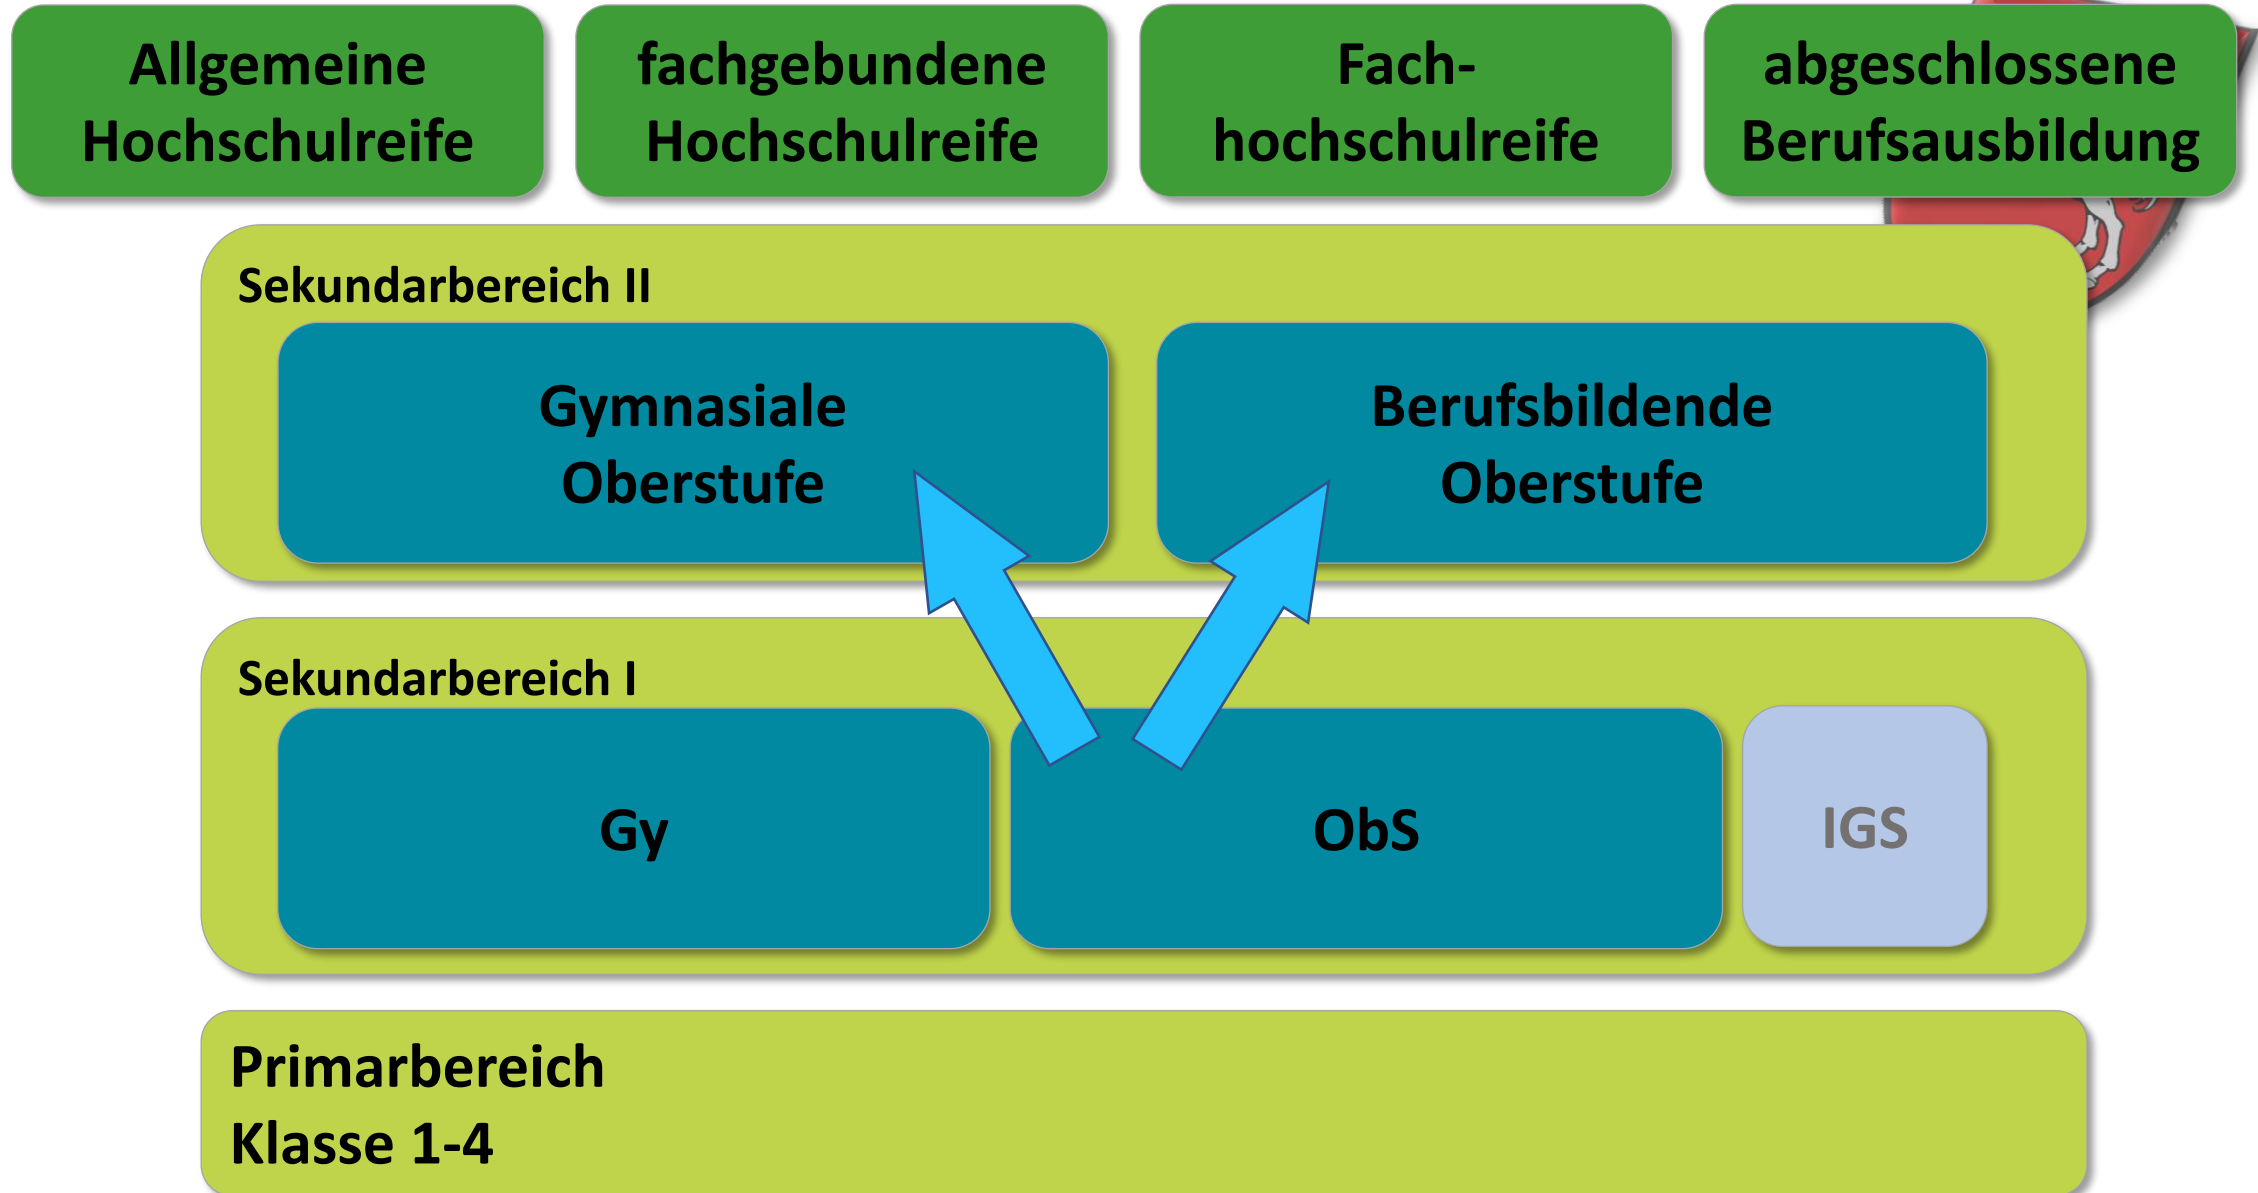 Allgemeine
Hochschulreife
fachgebundene
Hochschulreife
Fach-
hochschulreife
abgeschlossene
Berufsausbildung
Sekundarbereich II
Gymnasiale
Oberstufe
Berufsbildende
Oberstufe
Sekundarbereich I
Gy
ObS
IGS
Primarbereich
Klasse 1-4